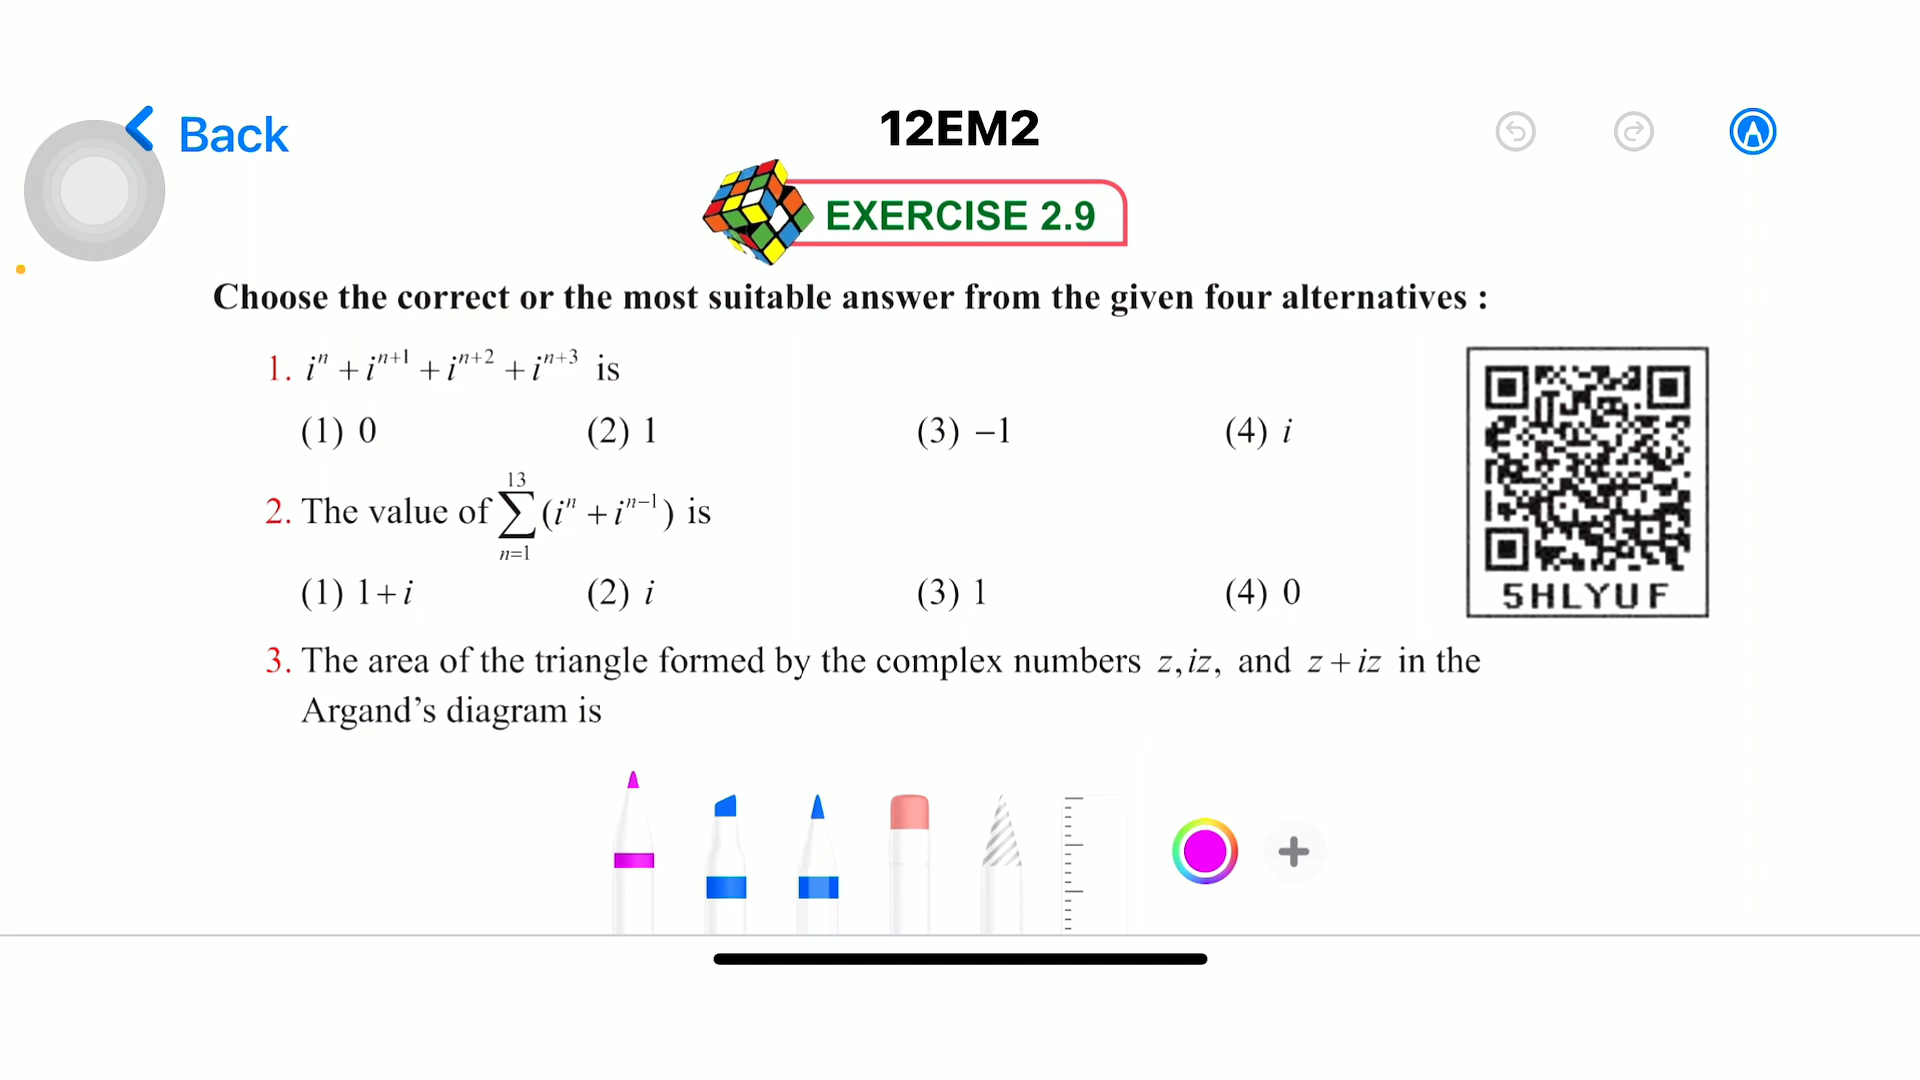 Back
12EM2
EXERCISE 2.9
Choose the correct or the most suitable answer from the given four alternatives :
1. iⁿ + iⁿ⁺¹ + iⁿ⁺² + iⁿ⁺³ is
(1) 0 (2) 1 (3) −1 (4) i
2. The value of ∑_{n=1}^{13} (iⁿ + iⁿ⁻¹) is
(1) 1+i (2) i (3) 1 (4) 0
5HLYUF
3. The area of the triangle formed by the complex numbers z, iz, and z + iz in the
Argand’s diagram is